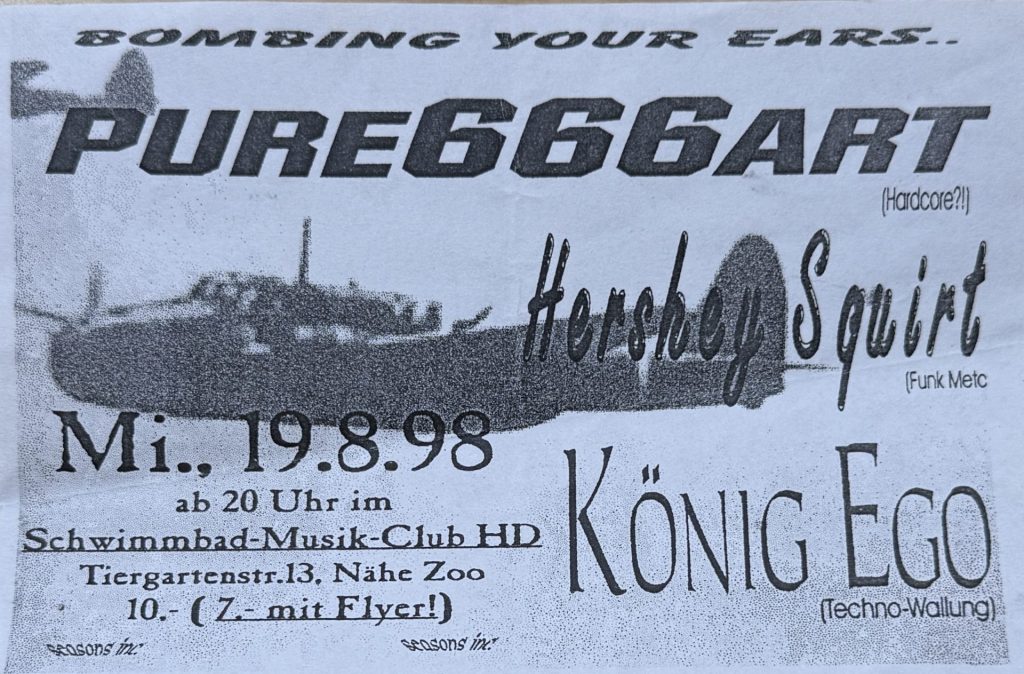 BOMBING YOUR EARS..
PURE666ART
(Hardcore?!)
Hershey Squirt
(Funk Metc
Mi., 19.8.98
ab 20 Uhr im
Schwimmbad-Musik-Club HD
Tiergartenstr.13, Nähe Zoo
10.- ( 7.- mit Flyer!)
KÖNIG EGO
(Techno-Wallung)
seasons inc.
seasons inc.